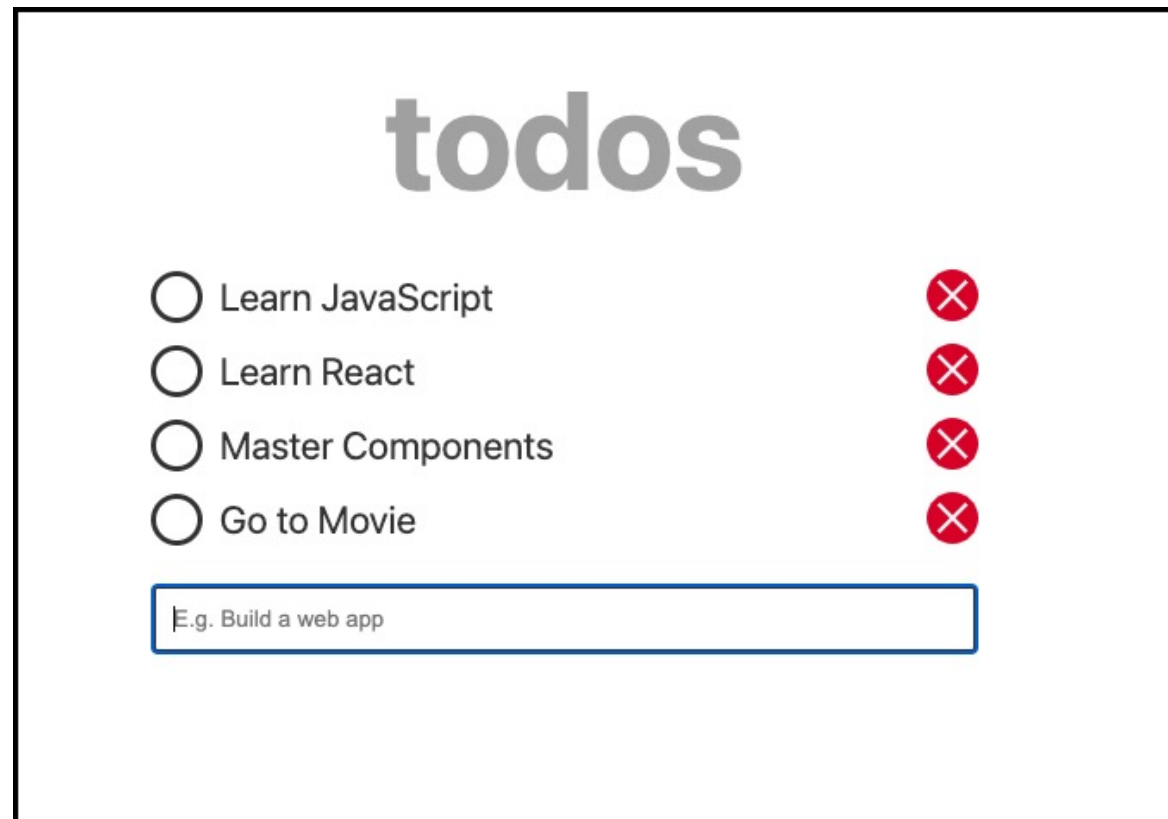 todos
Learn JavaScript
Learn React
Master Components
Go to Movie
E.g. Build a web app